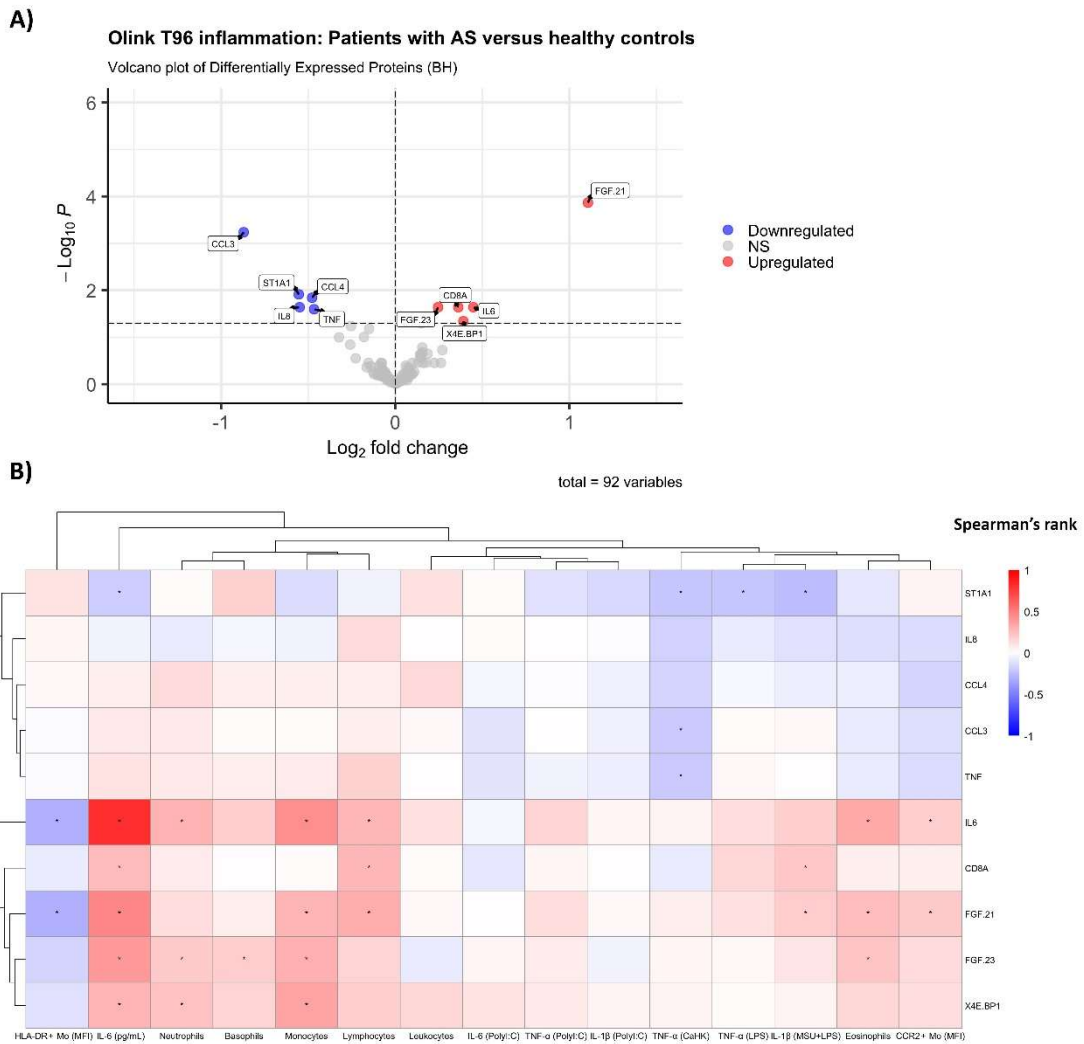 A)
Olink T96 inflammation: Patients with AS versus healthy controls
Volcano plot of Differentially Expressed Proteins (BH)
6
4
2
0
− Log10 P
FGF.21
CCL3
ST1A1
CCL4
IL8
TNF
CD8A
FGF.23
IL6
X4E.BP1
-1
0
1
Log2 fold change
Downregulated
NS
Upregulated
total = 92 variables
B)
Spearman's rank
1
0.5
0
-0.5
-1
ST1A1
IL8
CCL4
CCL3
TNF
IL6
CD8A
FGF.21
FGF.23
X4E.BP1
HLA-DR+ Mo (MFI) IL-6 (pg/mL) Neutrophils Basophils Monocytes Lymphocytes Leukocytes IL-6 (PolyI:C) TNF-α (PolyI:C) IL-1β (PolyI:C) TNF-α (CaHK) TNF-α (LPS) IL-1β (MSU+LPS) Eosinophils CCR2+ Mo (MFI)